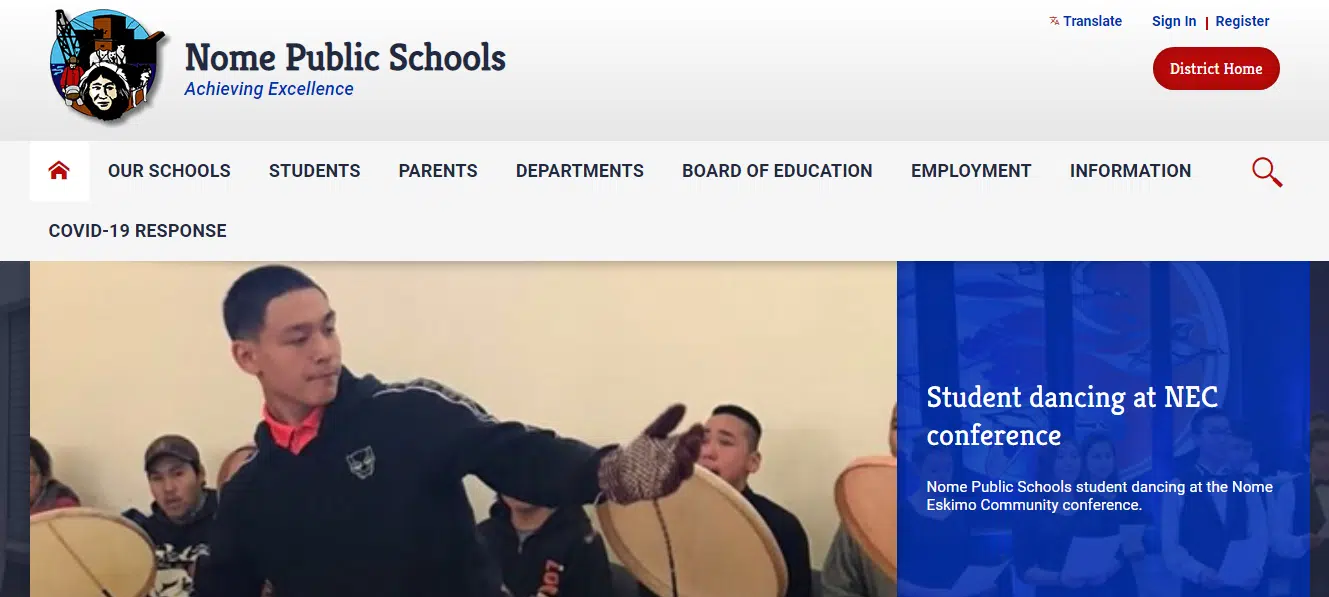 Translate
Sign In | Register
Nome Public Schools
Achieving Excellence
District Home
OUR SCHOOLS STUDENTS PARENTS DEPARTMENTS BOARD OF EDUCATION EMPLOYMENT INFORMATION
COVID-19 RESPONSE
Student dancing at NEC
conference
Nome Public Schools student dancing at the Nome
Eskimo Community conference.